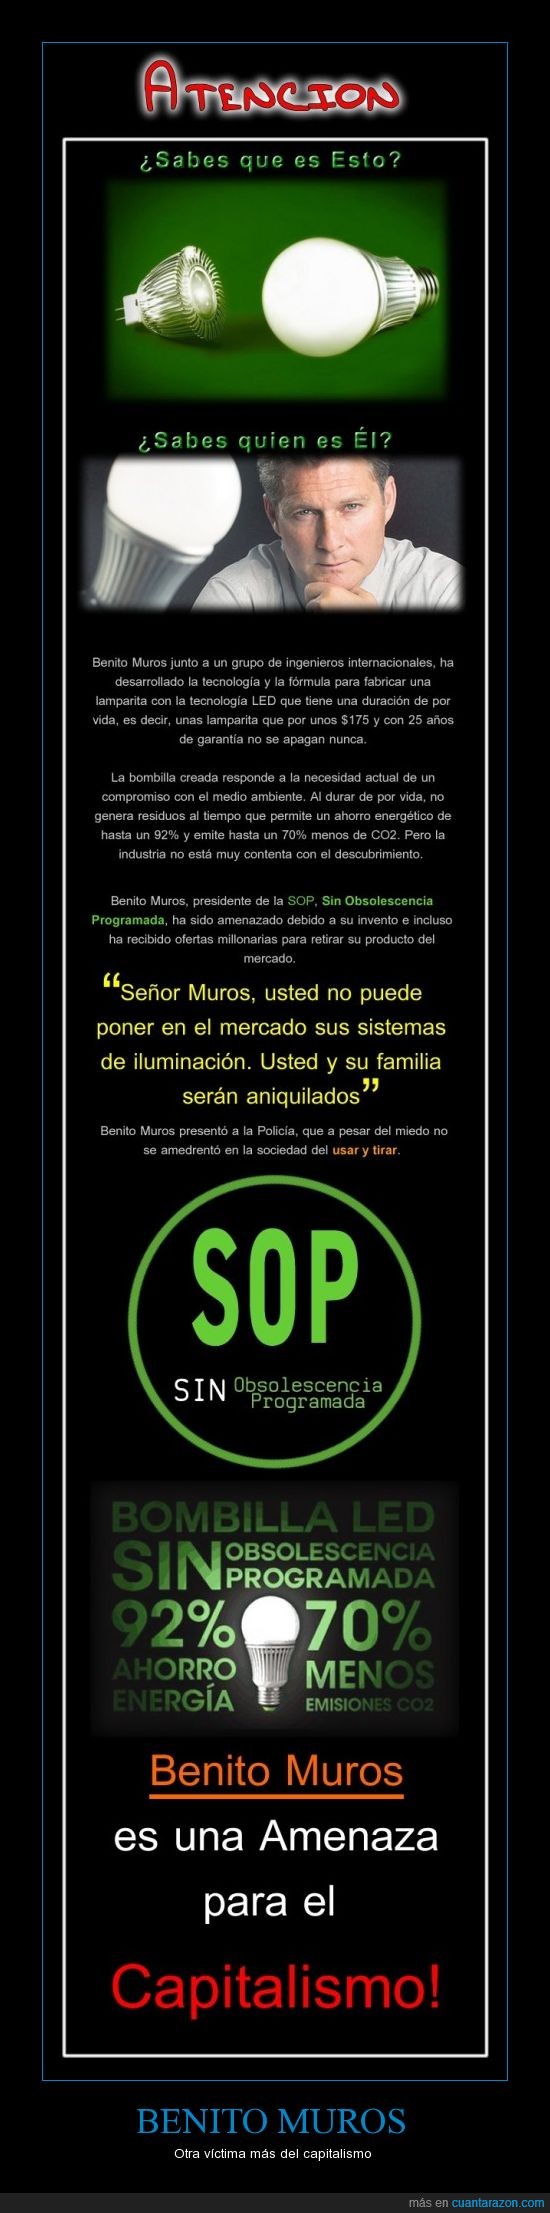 ATENCION
¿Sabes que es Esto?
¿Sabes quien es Él?
Benito Muros junto a un grupo de ingenieros internacionales, ha
desarrollado la tecnología y la fórmula para fabricar una
lamparita con la tecnología LED que tiene una duración de por
vida, es decir, unas lamparita que por unos $175 y con 25 años
de garantía no se apagan nunca.
La bombilla creada responde a la necesidad actual de un
compromiso con el medio ambiente. Al durar de por vida, no
genera residuos al tiempo que permite un ahorro energético de
hasta un 92% y emite hasta un 70% menos de CO2. Pero la
industria no está muy contenta con el descubrimiento.
Benito Muros, presidente de la SOP, Sin Obsolescencia
Programada, ha sido amenazado debido a su invento e incluso
ha recibido ofertas millonarias para retirar su producto del
mercado.
“Señor Muros, usted no puede
poner en el mercado sus sistemas
de iluminación. Usted y su familia
serán aniquilados”
Benito Muros presentó a la Policía, que a pesar del miedo no
se amedrentó en la sociedad del usar y tirar.
SOP
SIN Obsolescencia
Programada
BOMBILLA LED
SIN OBSOLESCENCIA
PROGRAMADA
92% 70%
AHORRO MENOS
ENERGÍA EMISIONES CO2
Benito Muros
es una Amenaza
para el
Capitalismo!
BENITO MUROS
Otra víctima más del capitalismo
más en cuantarazon.com